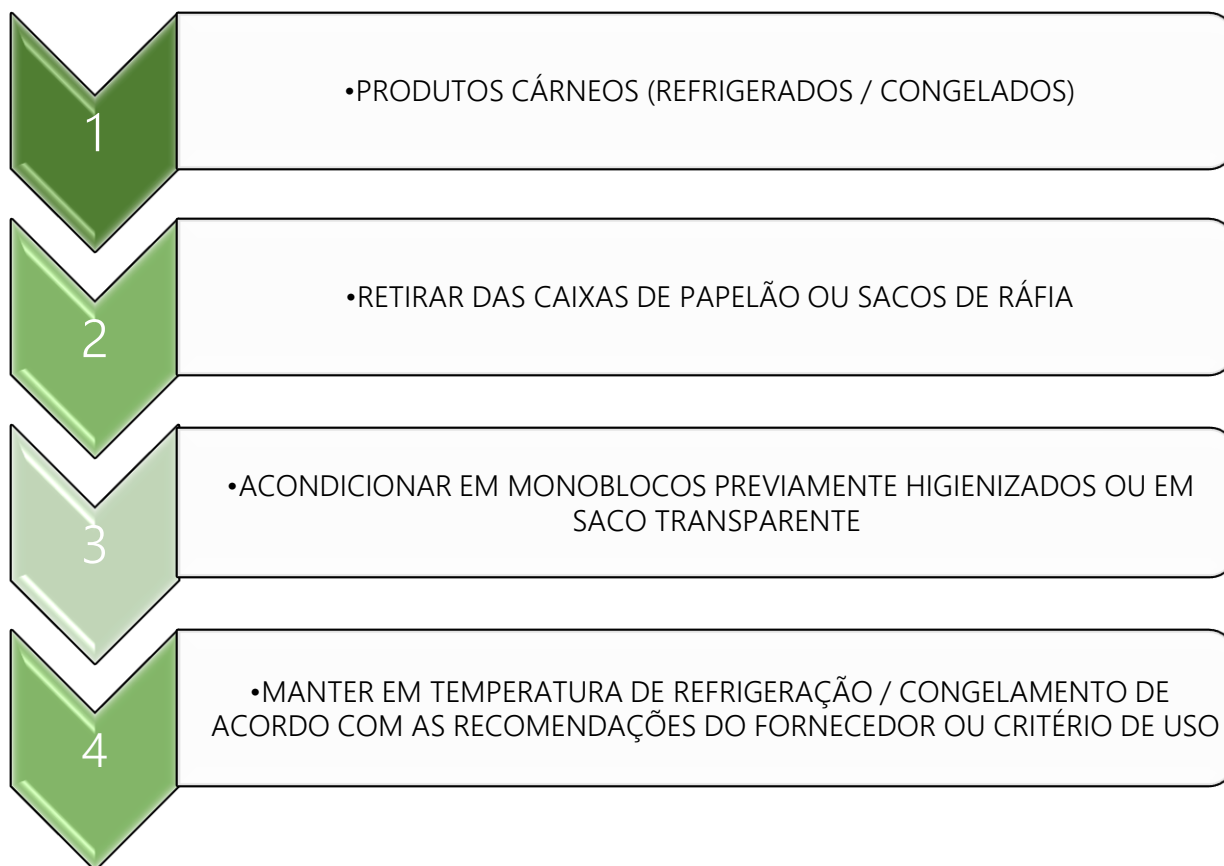 1
•PRODUTOS CÁRNEOS (REFRIGERADOS / CONGELADOS)
2
•RETIRAR DAS CAIXAS DE PAPELÃO OU SACOS DE RÁFIA
3
•ACONDICIONAR EM MONOBLOCOS PREVIAMENTE HIGIENIZADOS OU EM
SACO TRANSPARENTE
4
•MANTER EM TEMPERATURA DE REFRIGERAÇÃO / CONGELAMENTO DE
ACORDO COM AS RECOMENDAÇÕES DO FORNECEDOR OU CRITÉRIO DE USO